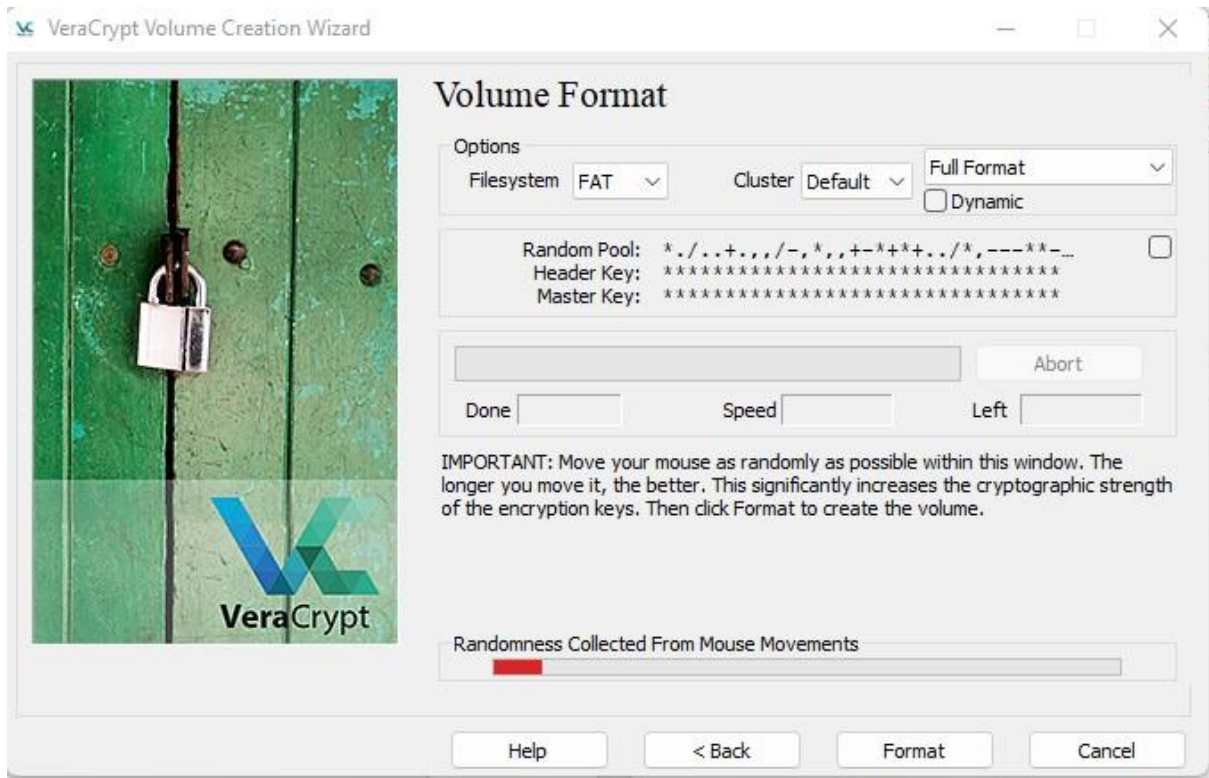 VeraCrypt Volume Creation Wizard
Volume Format
Options
Filesystem FAT Cluster Default Full Format
Dynamic
Random Pool: *./..+.,,/-,*,,+-*+*+../*,---**-…
Header Key: ********************************
Master Key: ********************************
Abort
Done Speed Left
IMPORTANT: Move your mouse as randomly as possible within this window. The
longer you move it, the better. This significantly increases the cryptographic strength
of the encryption keys. Then click Format to create the volume.
VeraCrypt
Randomness Collected From Mouse Movements
Help < Back Format Cancel